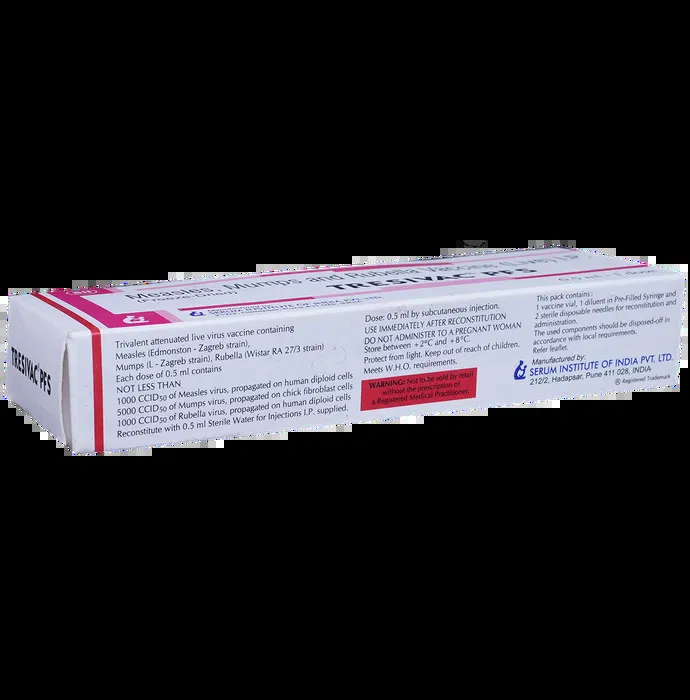 Measles, Mumps and Rubella Vaccine (Live) I.P.
(Freeze-Dried)
TRESIVAC PFS
TRESIVAC PFS
Trivalent attenuated live virus vaccine containing
Measles (Edmonston - Zagreb strain),
Mumps (L - Zagreb strain), Rubella (Wistar RA 27/3 strain)
Each dose of 0.5 ml contains
NOT LESS THAN
1000 CCID50 of Measles virus, propagated on human diploid cells
5000 CCID50 of Mumps virus, propagated on chick fibroblast cells
1000 CCID50 of Rubella virus, propagated on human diploid cells
Reconstitute with 0.5 ml Sterile Water for Injections I.P. supplied.
Dose: 0.5 ml by subcutaneous injection.
USE IMMEDIATELY AFTER RECONSTITUTION
DO NOT ADMINISTER TO A PREGNANT WOMAN
Store between +2°C and +8°C.
Protect from light. Keep out of reach of children.
Meets W.H.O. requirements.
WARNING: Not to be sold by retail
without the prescription of
a Registered Medical Practitioner.
This pack contains :
1 vaccine vial, 1 diluent in Pre-Filled Syringe and
2 sterile disposable needles for reconstitution and
administration.
The used components should be disposed-off in
accordance with local requirements.
Refer leaflet.
Manufactured by:
SERUM INSTITUTE OF INDIA PVT. LTD.
212/2, Hadapsar, Pune 411 028, INDIA
® Registered Trademark